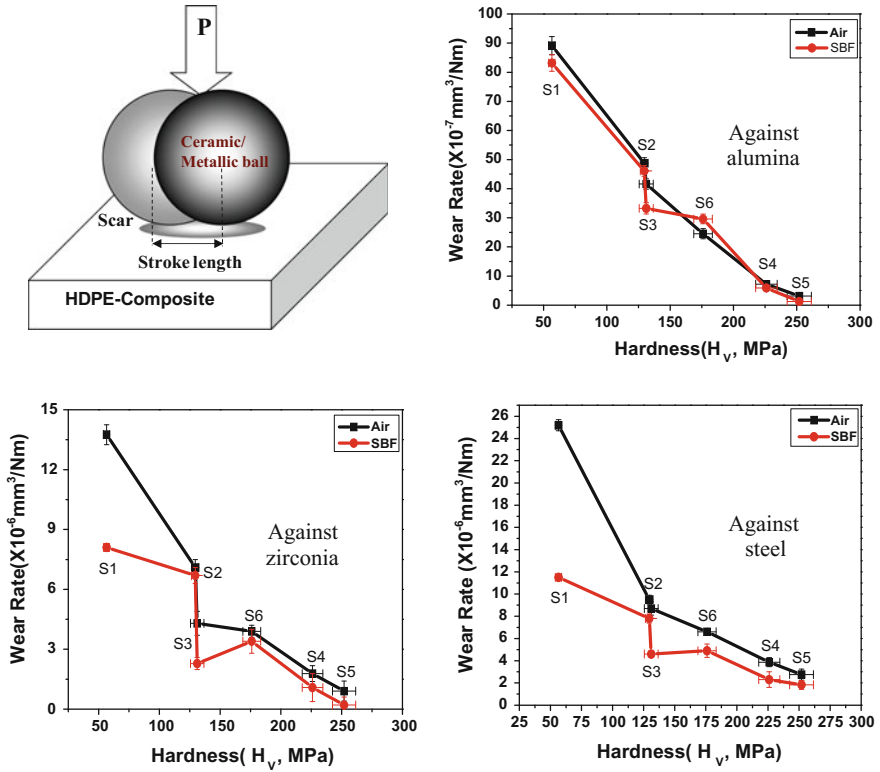 P
Ceramic/
Metallic ball
Scar
Stroke length
HDPE-Composite
Wear Rate(X10⁻⁷mm³/Nm)
90
80
70
60
50
40
30
20
10
0
Air
SBF
S1
S2
S3
S6
S4
S5
Against
alumina
50 100 150 200 250 300
Hardness(H_V, MPa)
Wear Rate(X10⁻⁶mm³/Nm)
15
12
9
6
3
0
Air
SBF
S1
S2
S3
S6
S4
S5
Against
zirconia
50 100 150 200 250 300
Hardness( H_V, MPa)
Wear Rate (X10⁻⁶mm³/Nm)
26
24
22
20
18
16
14
12
10
8
6
4
2
0
Air
SBF
S1
S2
S3
S6
S4
S5
Against
steel
25 50 75 100 125 150 175 200 225 250 275 300
Hardness( H_V, MPa)